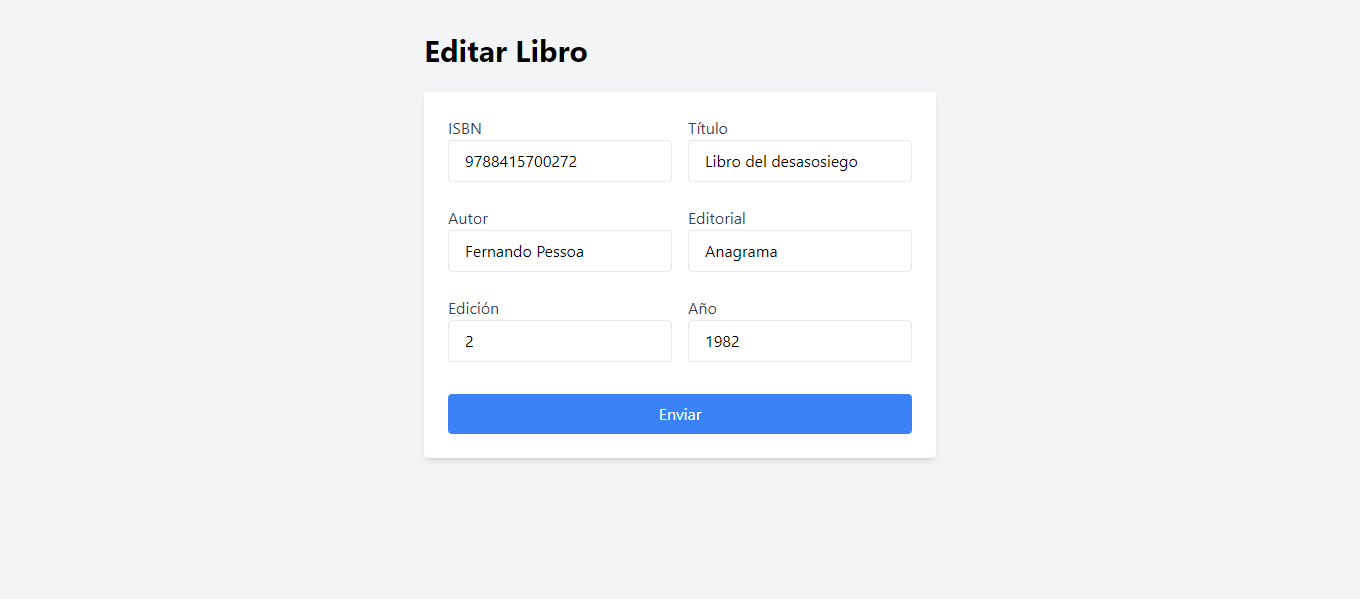 Editar Libro
ISBN
9788415700272
Título
Libro del desasosiego
Autor
Fernando Pessoa
Editorial
Anagrama
Edición
2
Año
1982
Enviar